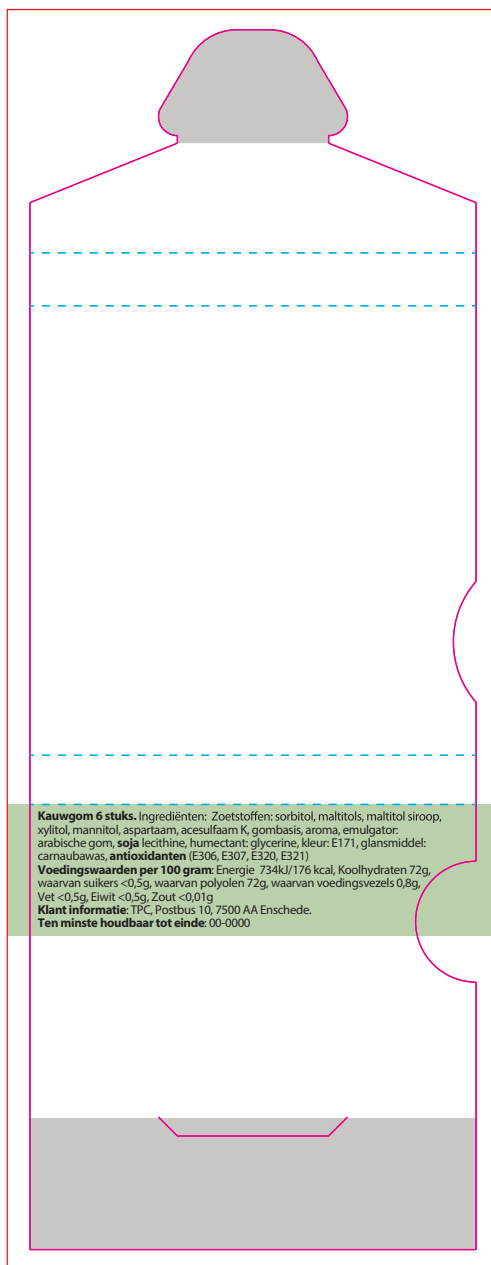 Kauwgom 6 stuks. Ingrediënten: Zoetstoffen: sorbitol, maltitols, maltitol siroop,
xylitol, mannitol, aspartaam, acesulfaam K, gombasis, aroma, emulgator:
arabische gom, soja lecithine, humectant: glycerine, kleur: E171, glansmiddel:
carnaubawas, antioxidanten (E306, E307, E320, E321)
Voedingswaarden per 100 gram: Energie 734kJ/176 kcal, Koolhydraten 72g,
waarvan suikers <0,5g, waarvan polyolen 72g, waarvan voedingsvezels 0,8g,
Vet <0,5g, Eiwit <0,5g, Zout <0,01g
Klant informatie: TPC, Postbus 10, 7500 AA Enschede.
Ten minste houdbaar tot einde: 00-0000